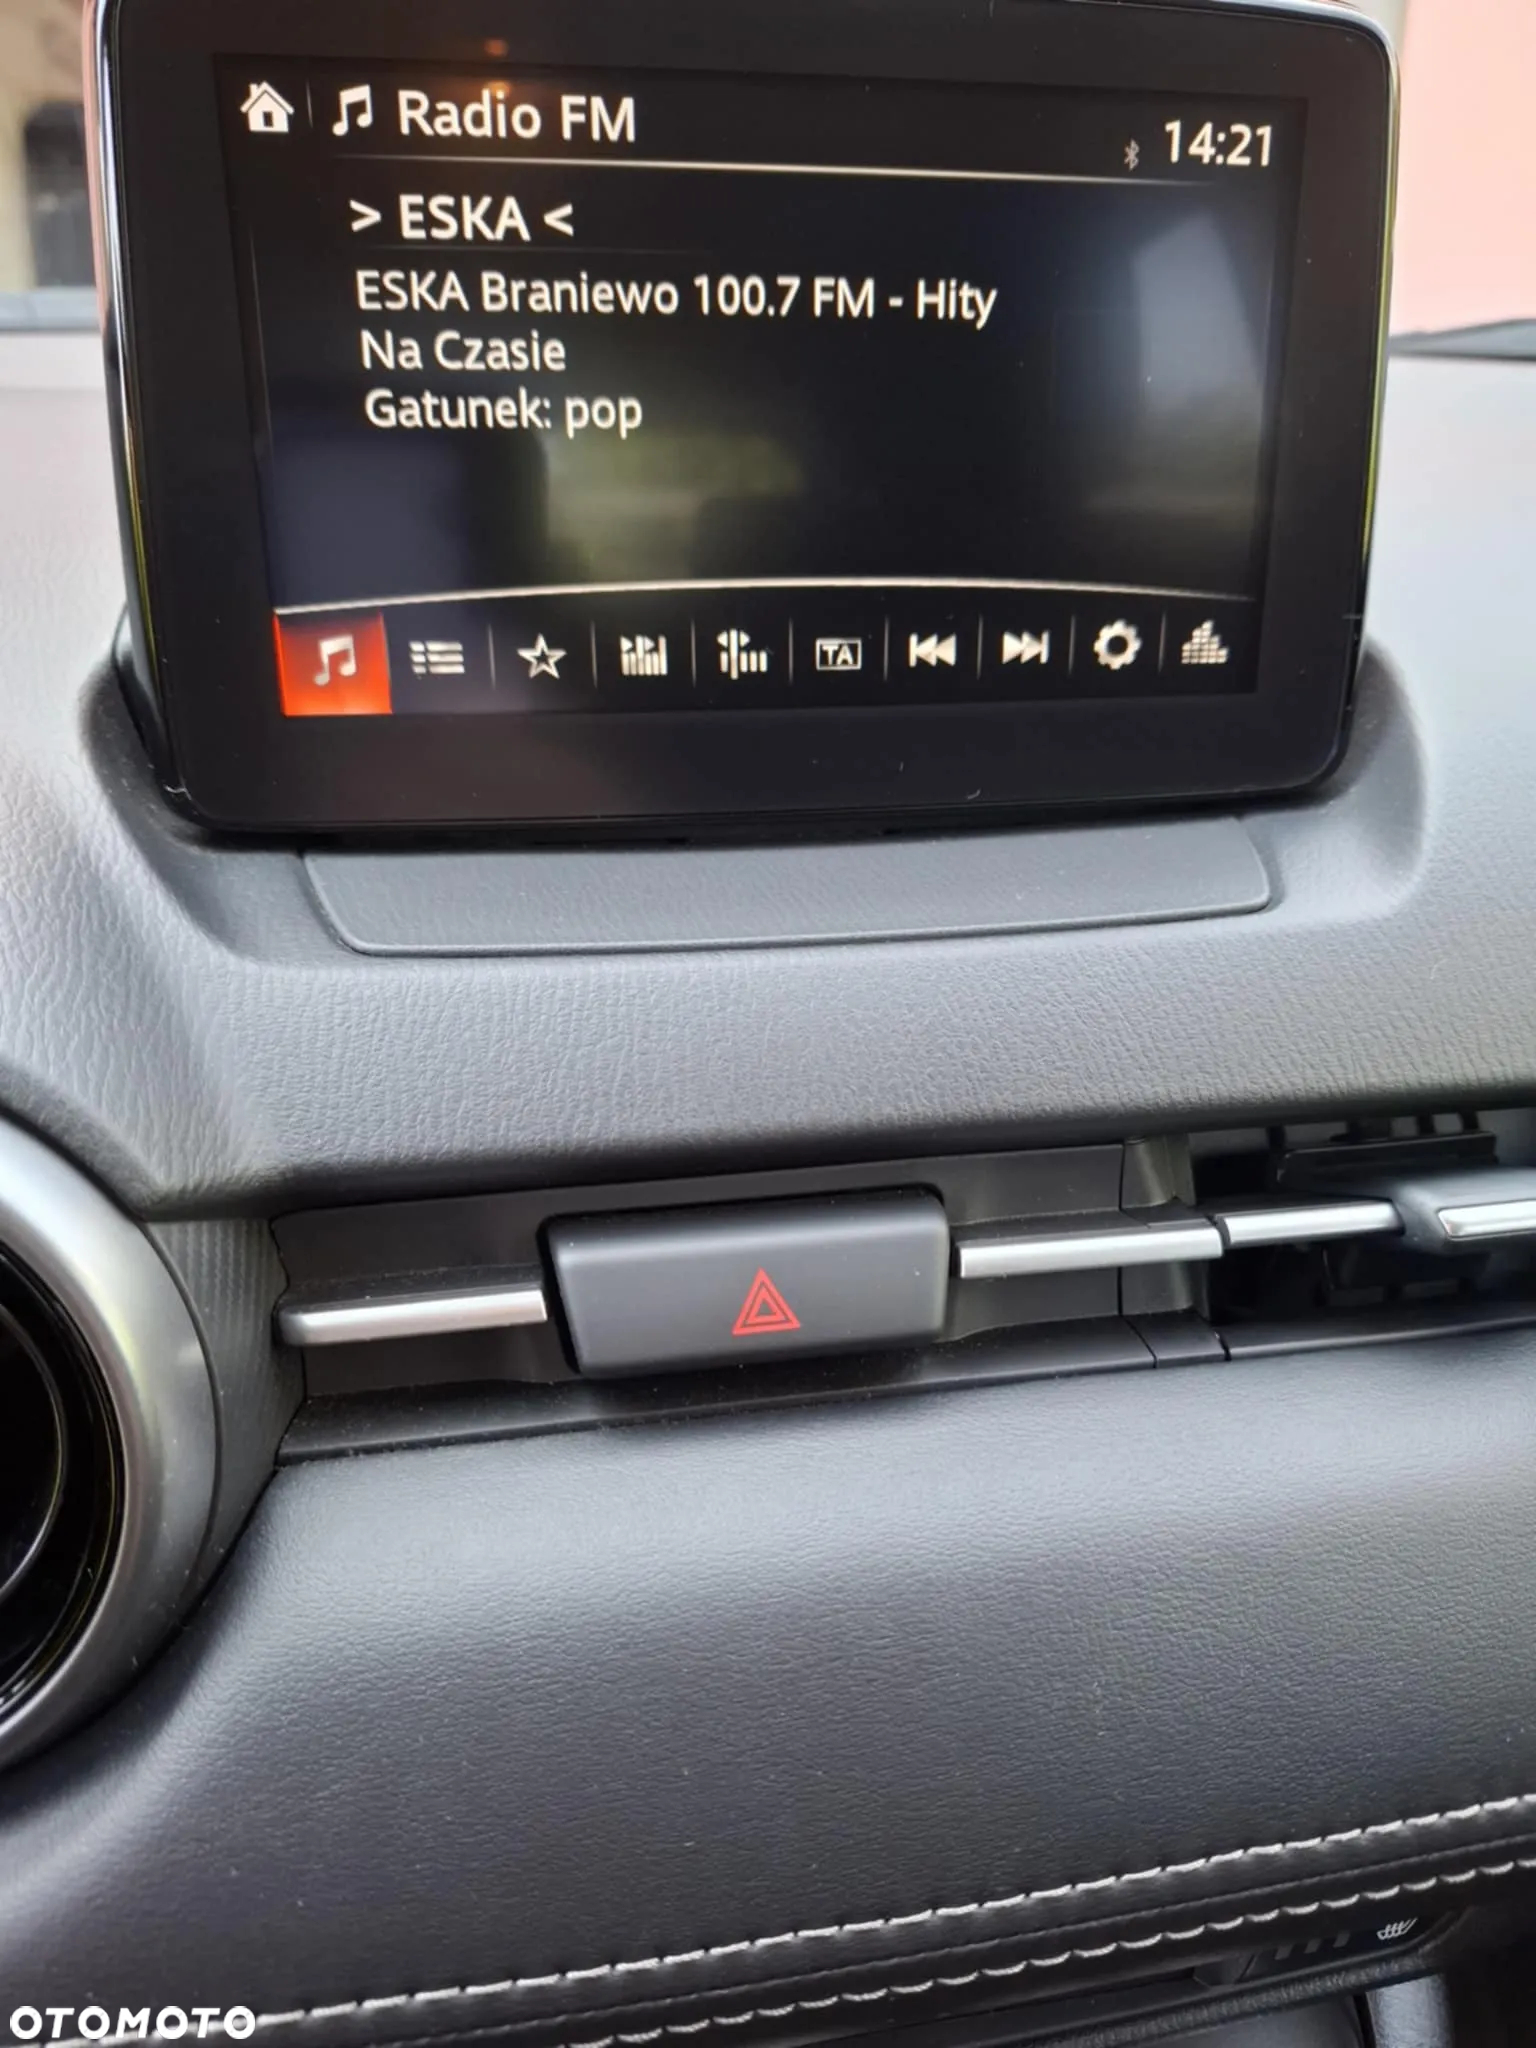 Radio FM
14:21
> ESKA <
ESKA Braniewo 100.7 FM - Hity
Na Czasie
Gatunek: pop
TA
OTOMOTO